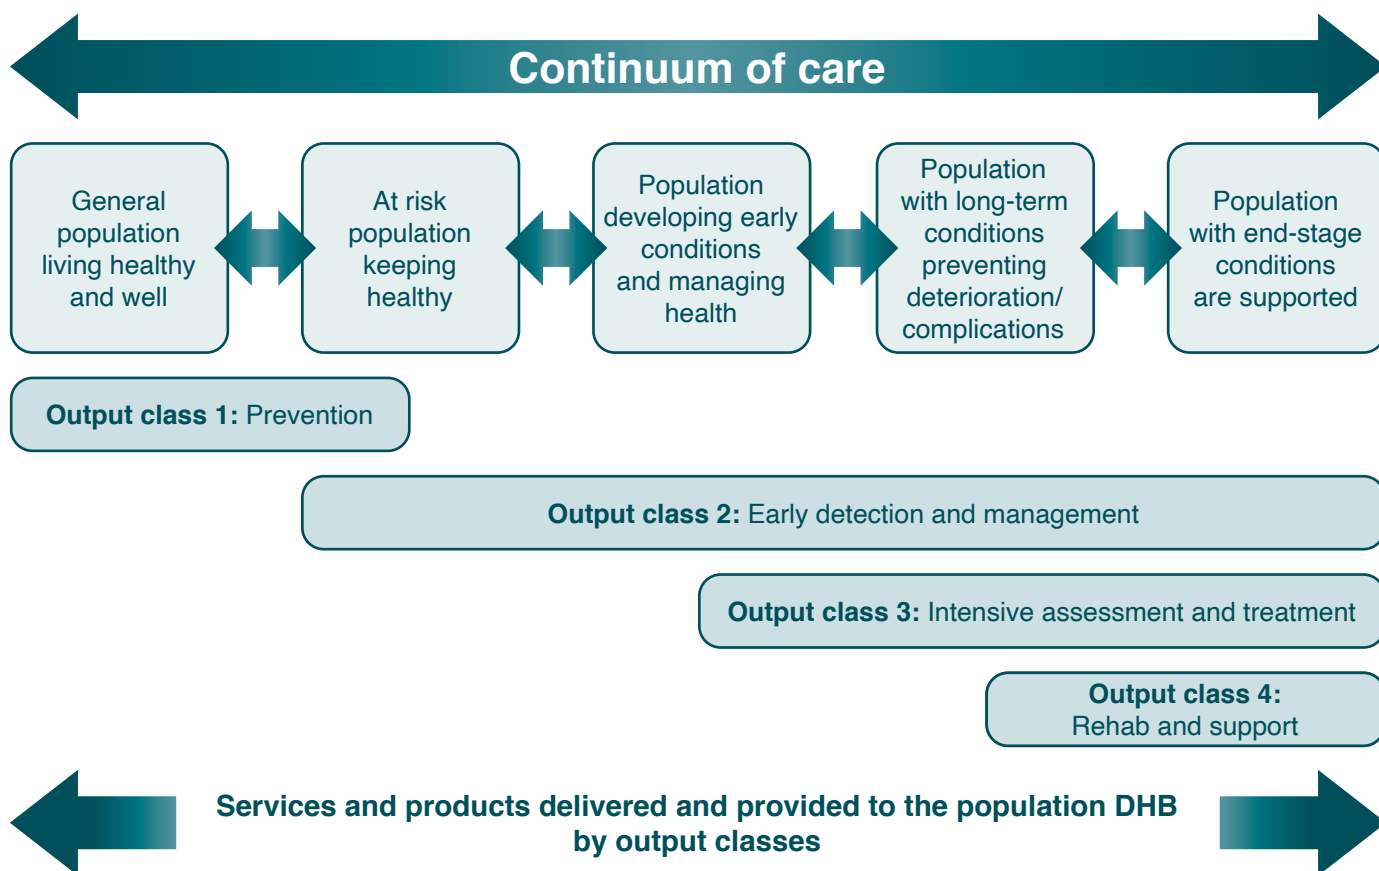 Continuum of care
General
population
living healthy
and well
At risk
population
keeping
healthy
Population
developing early
conditions
and managing
health
Population
with long-term
conditions
preventing
deterioration/
complications
Population
with end-stage
conditions
are supported
Output class 1: Prevention
Output class 2: Early detection and management
Output class 3: Intensive assessment and treatment
Output class 4:
Rehab and support
Services and products delivered and provided to the population DHB
by output classes